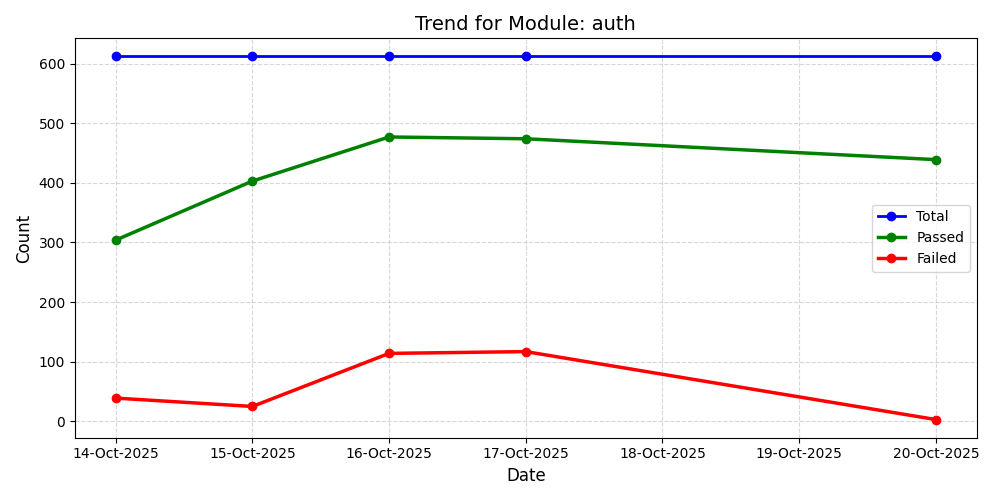 Trend for Module: auth
600
500
400
300
200
100
0
Count
Total
Passed
Failed
14-Oct-2025 15-Oct-2025 16-Oct-2025 17-Oct-2025 18-Oct-2025 19-Oct-2025 20-Oct-2025
Date